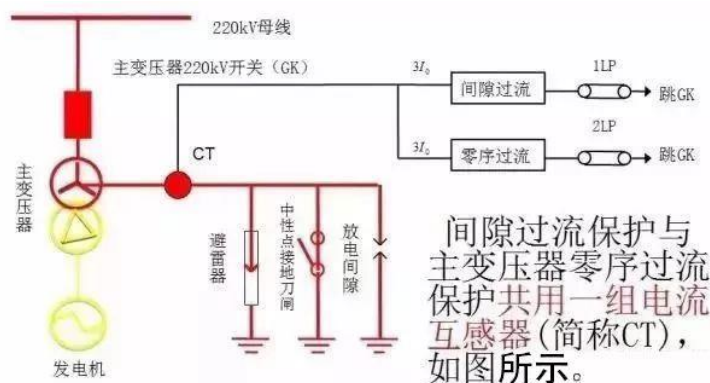 220kV母线
主变压器220kV开关（GK）
3I₀
间隙过流
1LP
跳GK
3I₀
零序过流
2LP
跳GK
主变压器
CT
避雷器
中性点接地刀闸
放电间隙
发电机
间隙过流保护与
主变压器零序过流
保护共用一组电流
互感器(简称CT)，
如图所示。